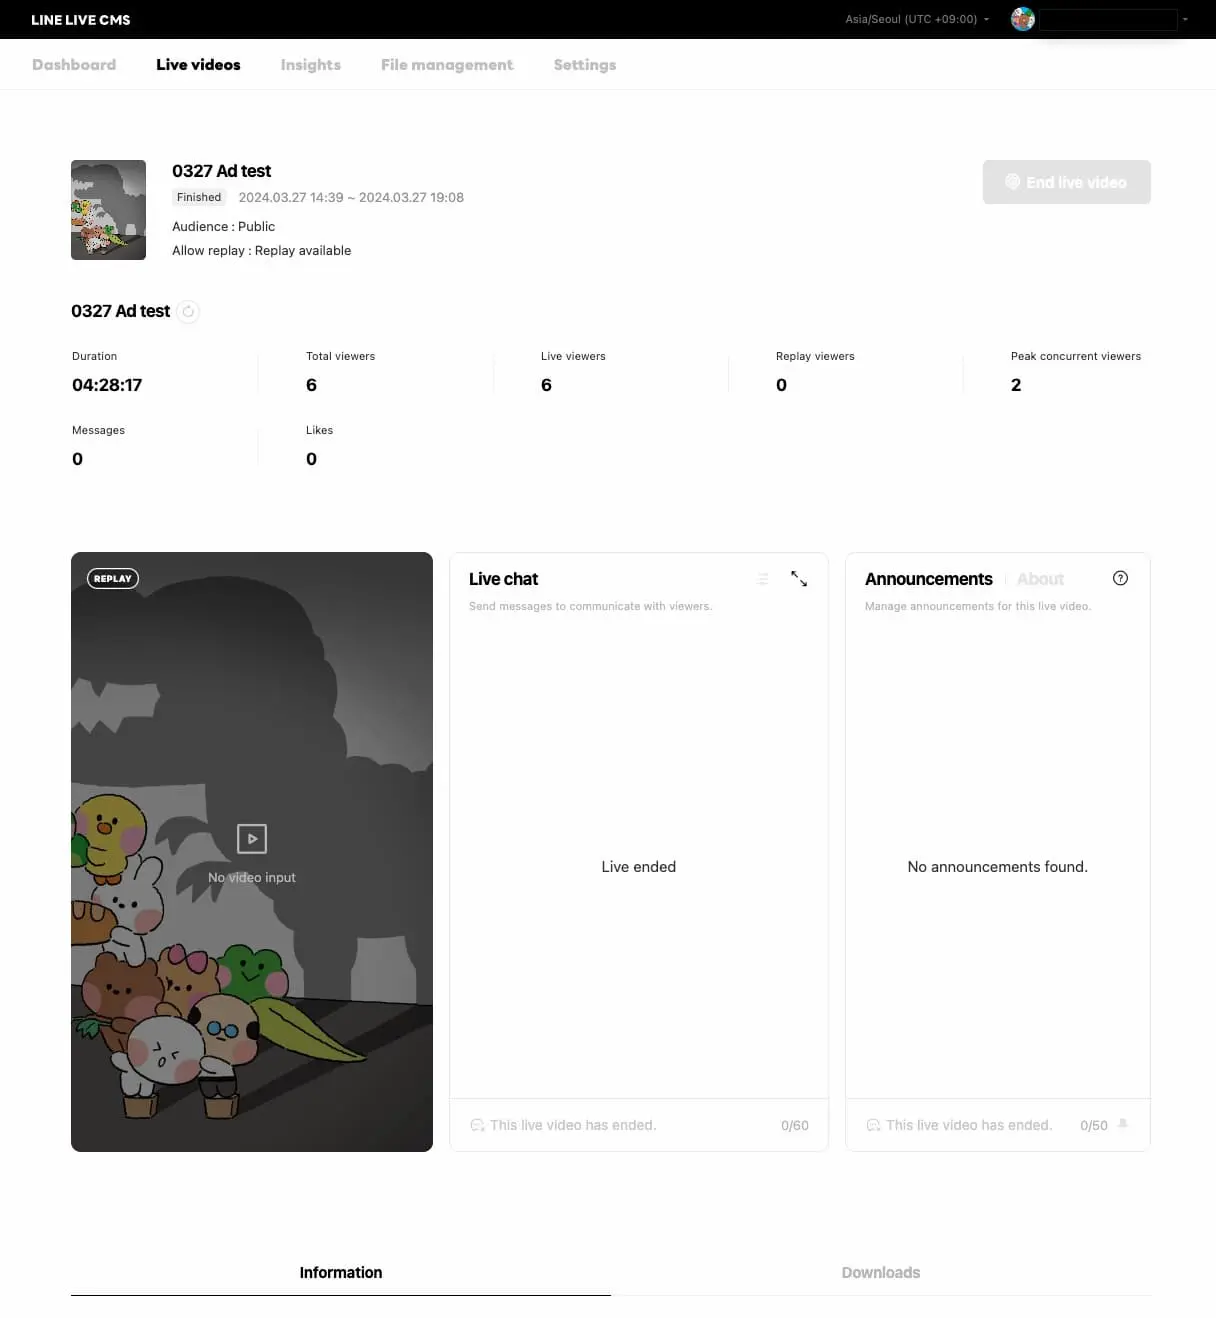 LINE LIVE CMS
Asia/Seoul (UTC +09:00)
Dashboard
Live videos
Insights
File management
Settings
0327 Ad test
Finished
2024.03.27 14:39 ~ 2024.03.27 19:08
Audience : Public
Allow replay : Replay available
End live video
0327 Ad test
Duration
04:28:17
Total viewers
6
Live viewers
6
Replay viewers
0
Peak concurrent viewers
2
Messages
0
Likes
0
REPLAY
No video input
Live chat
Send messages to communicate with viewers.
Live ended
This live video has ended.
0/60
Announcements
About
Manage announcements for this live video.
No announcements found.
This live video has ended.
0/50
Information
Downloads